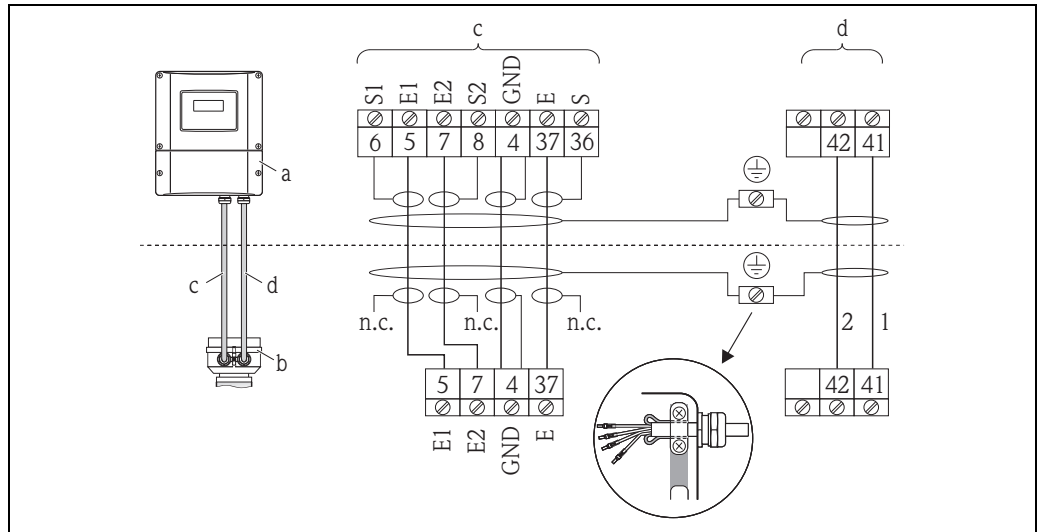 c
d
S1 E1 E2 S2 GND E S
6 5 7 8 4 37 36
42 41
a
c
d
n.c. n.c. n.c.
2 1
b
5 7 4 37
42 41
E1 E2 GND E